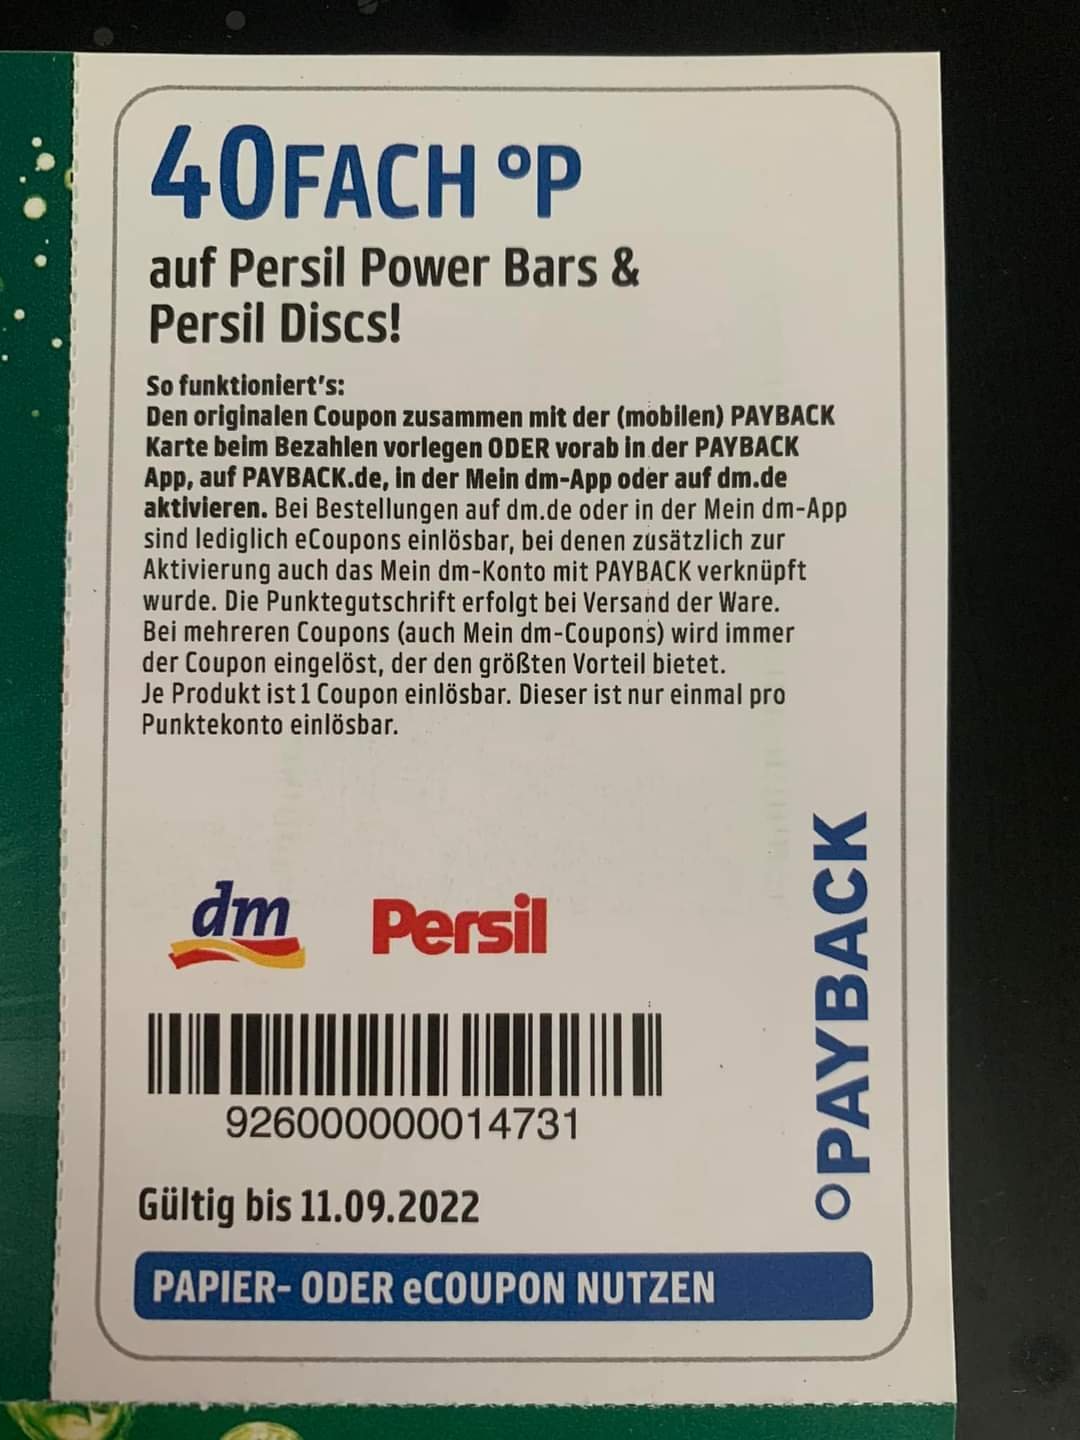 40FACH °P
auf Persil Power Bars &
Persil Discs!
So funktioniert's:
Den originalen Coupon zusammen mit der (mobilen) PAYBACK
Karte beim Bezahlen vorlegen ODER vorab in der PAYBACK
App, auf PAYBACK.de, in der Mein dm-App oder auf dm.de
aktivieren. Bei Bestellungen auf dm.de oder in der Mein dm-App
sind lediglich eCoupons einlösbar, bei denen zusätzlich zur
Aktivierung auch das Mein dm-Konto mit PAYBACK verknüpft
wurde. Die Punktegutschrift erfolgt bei Versand der Ware.
Bei mehreren Coupons (auch Mein dm-Coupons) wird immer
der Coupon eingelöst, der den größten Vorteil bietet.
Je Produkt ist 1 Coupon einlösbar. Dieser ist nur einmal pro
Punktekonto einlösbar.
dm
Persil
°PAYBACK
926000000014731
Gültig bis 11.09.2022
PAPIER- ODER eCOUPON NUTZEN